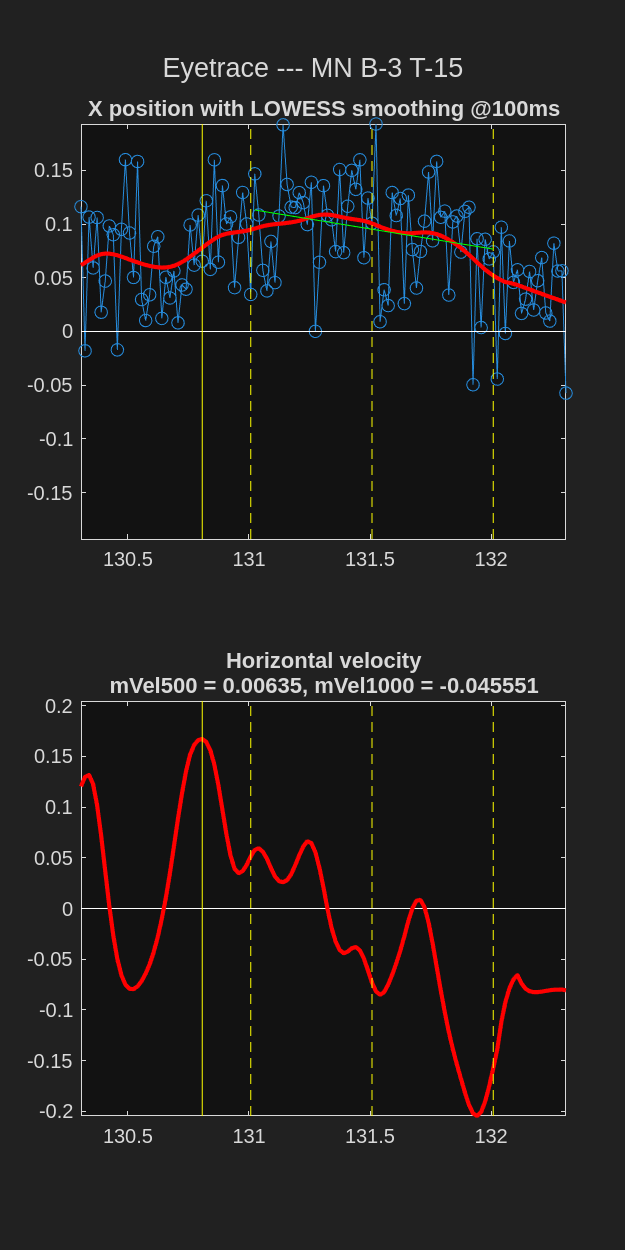 Eyetrace --- MN B-3 T-15
X position with LOWESS smoothing @100ms
0.15
0.1
0.05
0
-0.05
-0.1
-0.15
130.5 131 131.5 132
Horizontal velocity
mVel500 = 0.00635, mVel1000 = -0.045551
0.2
0.15
0.1
0.05
0
-0.05
-0.1
-0.15
-0.2
130.5 131 131.5 132